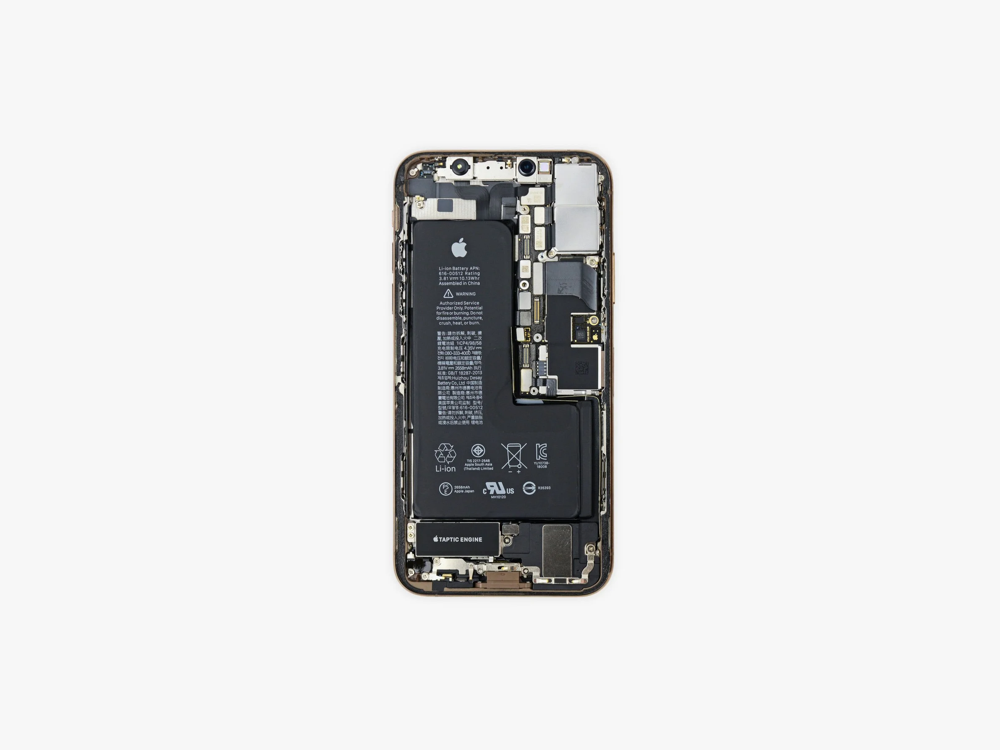 Li-ion Battery APN:
616-00512 Rating
3.81 V⎓ 10.13Whr
Assembled in China
WARNING
Authorized Service
Provider Only. Potential
for fire or burning. Do not
disassemble, puncture,
crush, heat, or burn.
警告:請勿拆解, 刺破, 擠
壓, 加熱或投入火中 二次
鋰電池組 1ICP4/98/58
充电限制电压 4.35V⎓
전화:080-333-4000 제품명:
전지 标称电压和额定容量/
標稱電壓和額定容量/정격:
3.81V⎓ 2658mAh 执行
标准: GB/T 18287-2013
제조업체:Huizhou Desay
Battery Co., Ltd 中国制造
制造商:惠州市德赛电池有
限公司 製造商:惠州市德
賽電池有限公司 제조국:중국
美国苹果公司监制 型号/
型號/모델명:616-00512
警告:请勿拆解, 刺破, 挤压,
加热或投入火中, 严重鼓胀
或浸水后禁止使用 锂电池
Li-ion
TIS 2217-2548
Apple South Asia
(Thailand) Limited
YU10738-
18008
− +
PS
E
2658mAh
Apple Japan
C US
MH10120
R35393
TAPTIC ENGINE